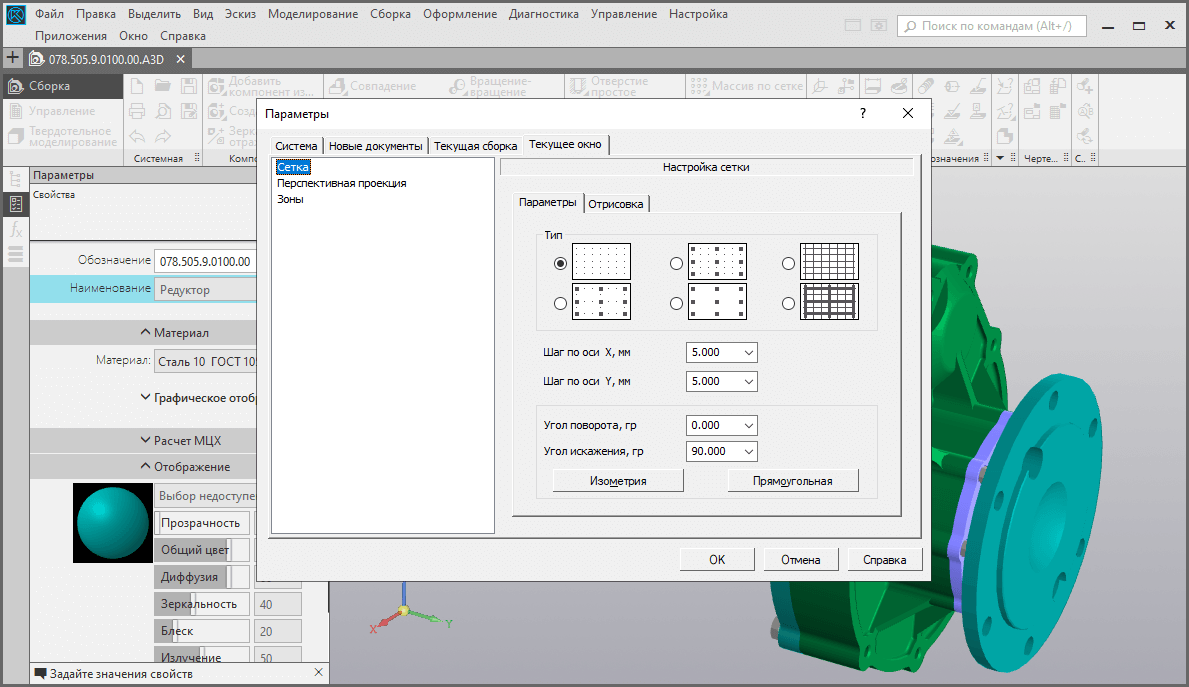 Файл Правка Выделить Вид Эскиз Моделирование Сборка Оформление Диагностика Управление Настройка
Приложения Окно Справка
Поиск по командам (Alt+/)
078.505.9.0100.00.A3D
Сборка
Управление
Твердотельное моделирование
Системная
Добавить компонент из...
Созд
Зерк отра
Комп
Совпадение
Вращение-вращение
Отверстие простое
Массив по сетке
означения
Черте...
С...
Параметры
Свойства
Обозначение 078.505.9.0100.00
Наименование Редуктор
Материал
Материал: Сталь 10 ГОСТ 10
Графическое отоб
Расчет МЦХ
Отображение
Выбор недоступе
Прозрачность
Общий цвет
Диффузия
Зеркальность 40
Блеск 20
Излучение 50
Задайте значения свойств
Параметры
?
Система Новые документы Текущая сборка Текущее окно
Сетка
Перспективная проекция
Зоны
Настройка сетки
Параметры Отрисовка
Тип
Шаг по оси X, мм 5.000
Шаг по оси Y, мм 5.000
Угол поворота, гр 0.000
Угол искажения, гр 90.000
Изометрия Прямоугольная
OK Отмена Справка
X
Y